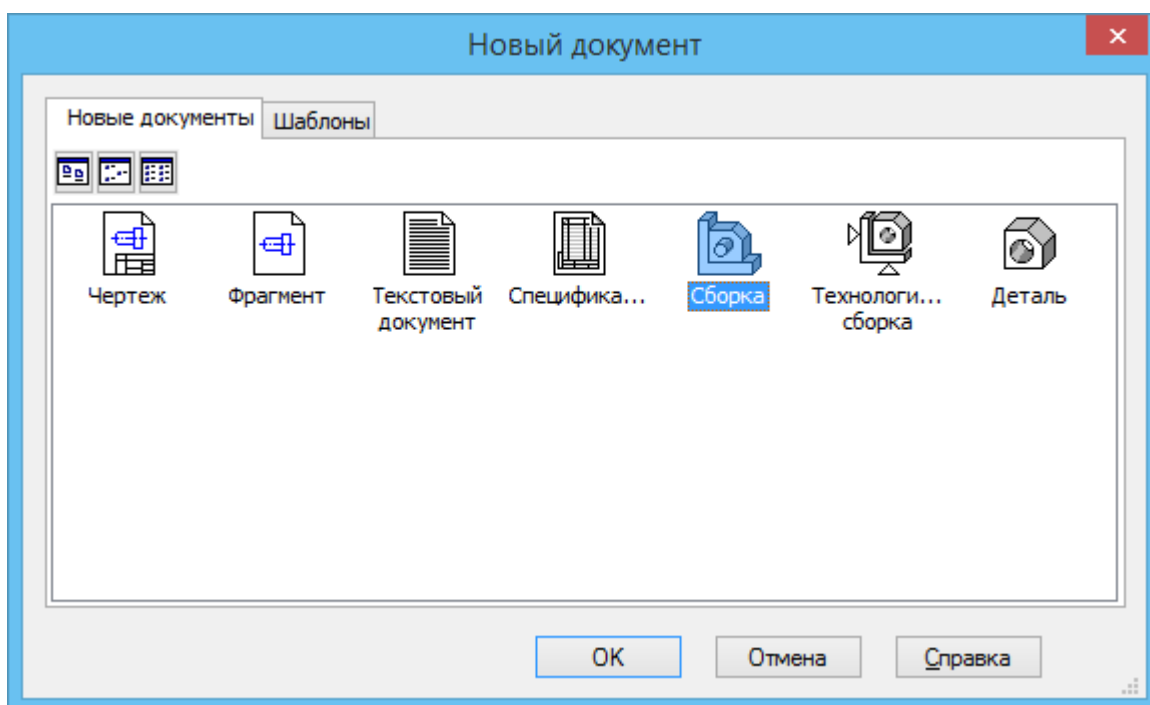 Новый документ
Новые документы Шаблоны
Чертеж Фрагмент Текстовый документ Специфика... Сборка Технологи... сборка Деталь
OK Отмена Справка